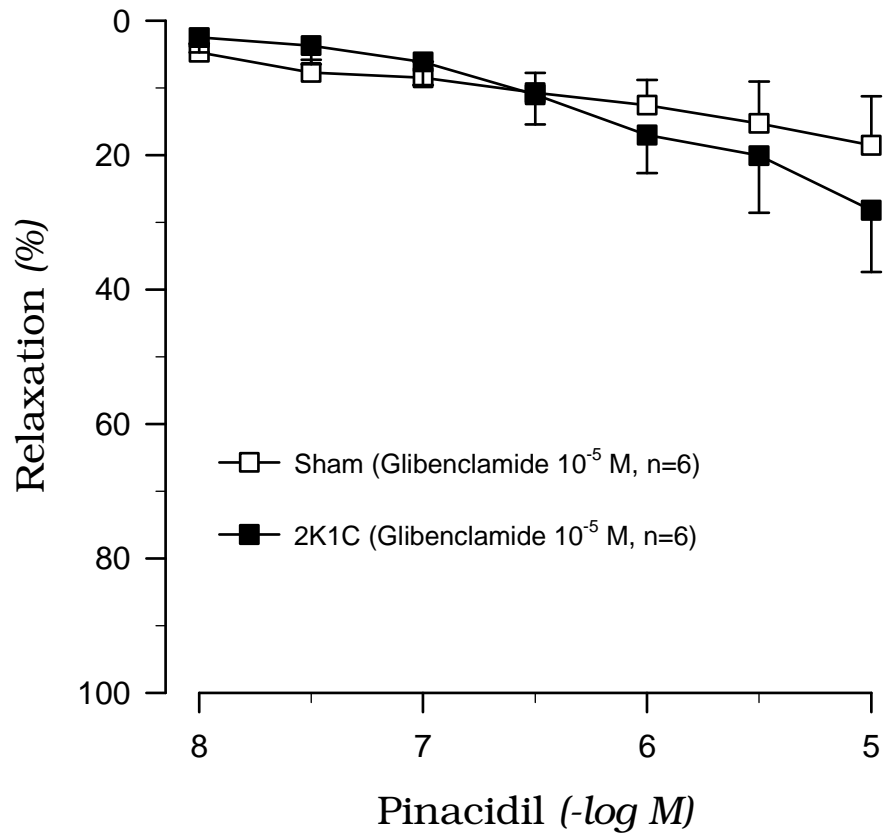 0
20
40
60
80
100
Relaxation (%)
Sham (Glibenclamide 10⁻⁵ M, n=6)
2K1C (Glibenclamide 10⁻⁵ M, n=6)
8 7 6 5
Pinacidil (-log M)